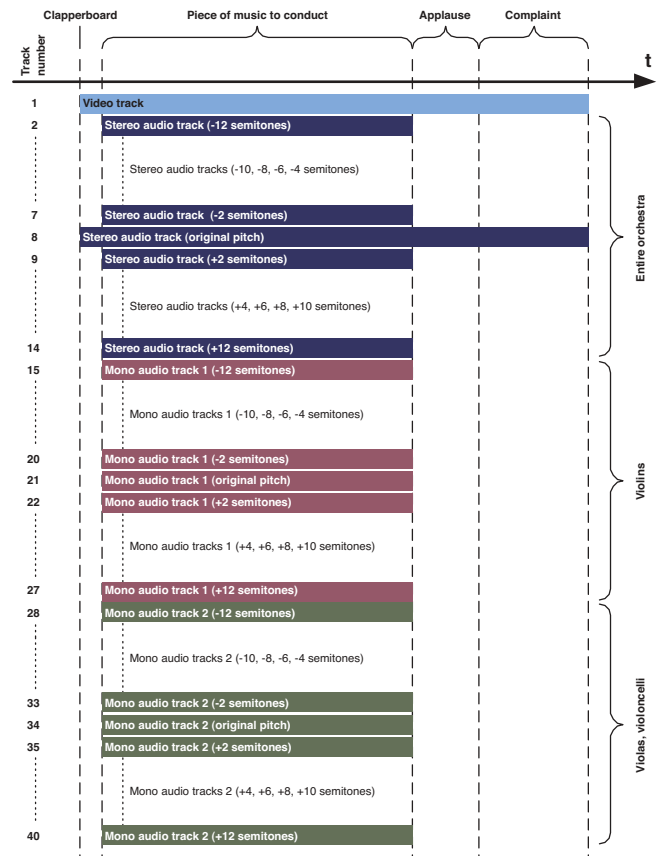 Clapperboard Piece of music to conduct Applause Complaint
Track number
t
1 Video track
2 Stereo audio track (-12 semitones)
Stereo audio tracks (-10, -8, -6, -4 semitones)
7 Stereo audio track (-2 semitones)
8 Stereo audio track (original pitch)
9 Stereo audio track (+2 semitones)
Stereo audio tracks (+4, +6, +8, +10 semitones)
14 Stereo audio track (+12 semitones)
Entire orchestra
15 Mono audio track 1 (-12 semitones)
Mono audio tracks 1 (-10, -8, -6, -4 semitones)
20 Mono audio track 1 (-2 semitones)
21 Mono audio track 1 (original pitch)
22 Mono audio track 1 (+2 semitones)
Mono audio tracks 1 (+4, +6, +8, +10 semitones)
27 Mono audio track 1 (+12 semitones)
Violins
28 Mono audio track 2 (-12 semitones)
Mono audio tracks 2 (-10, -8, -6, -4 semitones)
33 Mono audio track 2 (-2 semitones)
34 Mono audio track 2 (original pitch)
35 Mono audio track 2 (+2 semitones)
Mono audio tracks 2 (+4, +6, +8, +10 semitones)
40 Mono audio track 2 (+12 semitones)
Violas, violoncelli